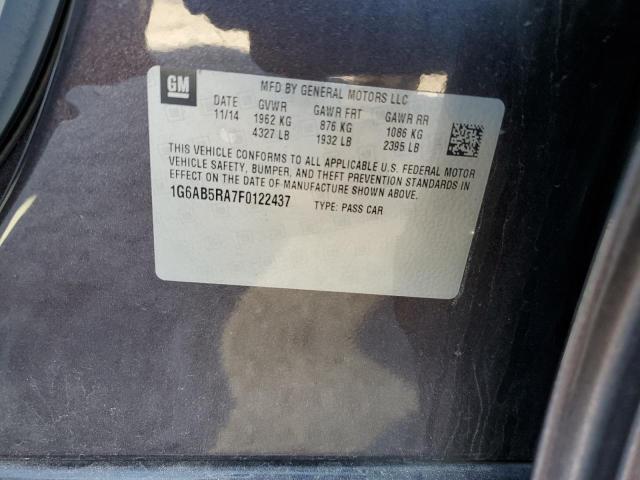 GM
MFD BY GENERAL MOTORS LLC
DATE GVWR GAWR FRT GAWR RR
11/14 1962 KG 876 KG 1086 KG
4327 LB 1932 LB 2395 LB
THIS VEHICLE CONFORMS TO ALL APPLICABLE U.S. FEDERAL MOTOR
VEHICLE SAFETY, BUMPER, AND THEFT PREVENTION STANDARDS IN
EFFECT ON THE DATE OF MANUFACTURE SHOWN ABOVE.
1G6AB5RA7F0122437 TYPE: PASS CAR